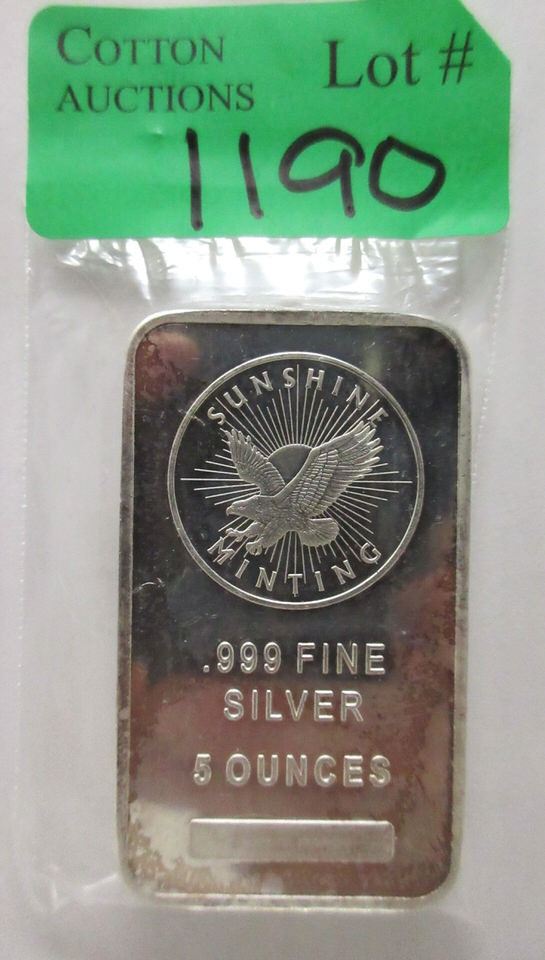 COTTON
AUCTIONS
Lot #
1190
SUNSHINE
MINTING
.999 FINE
SILVER
5 OUNCES